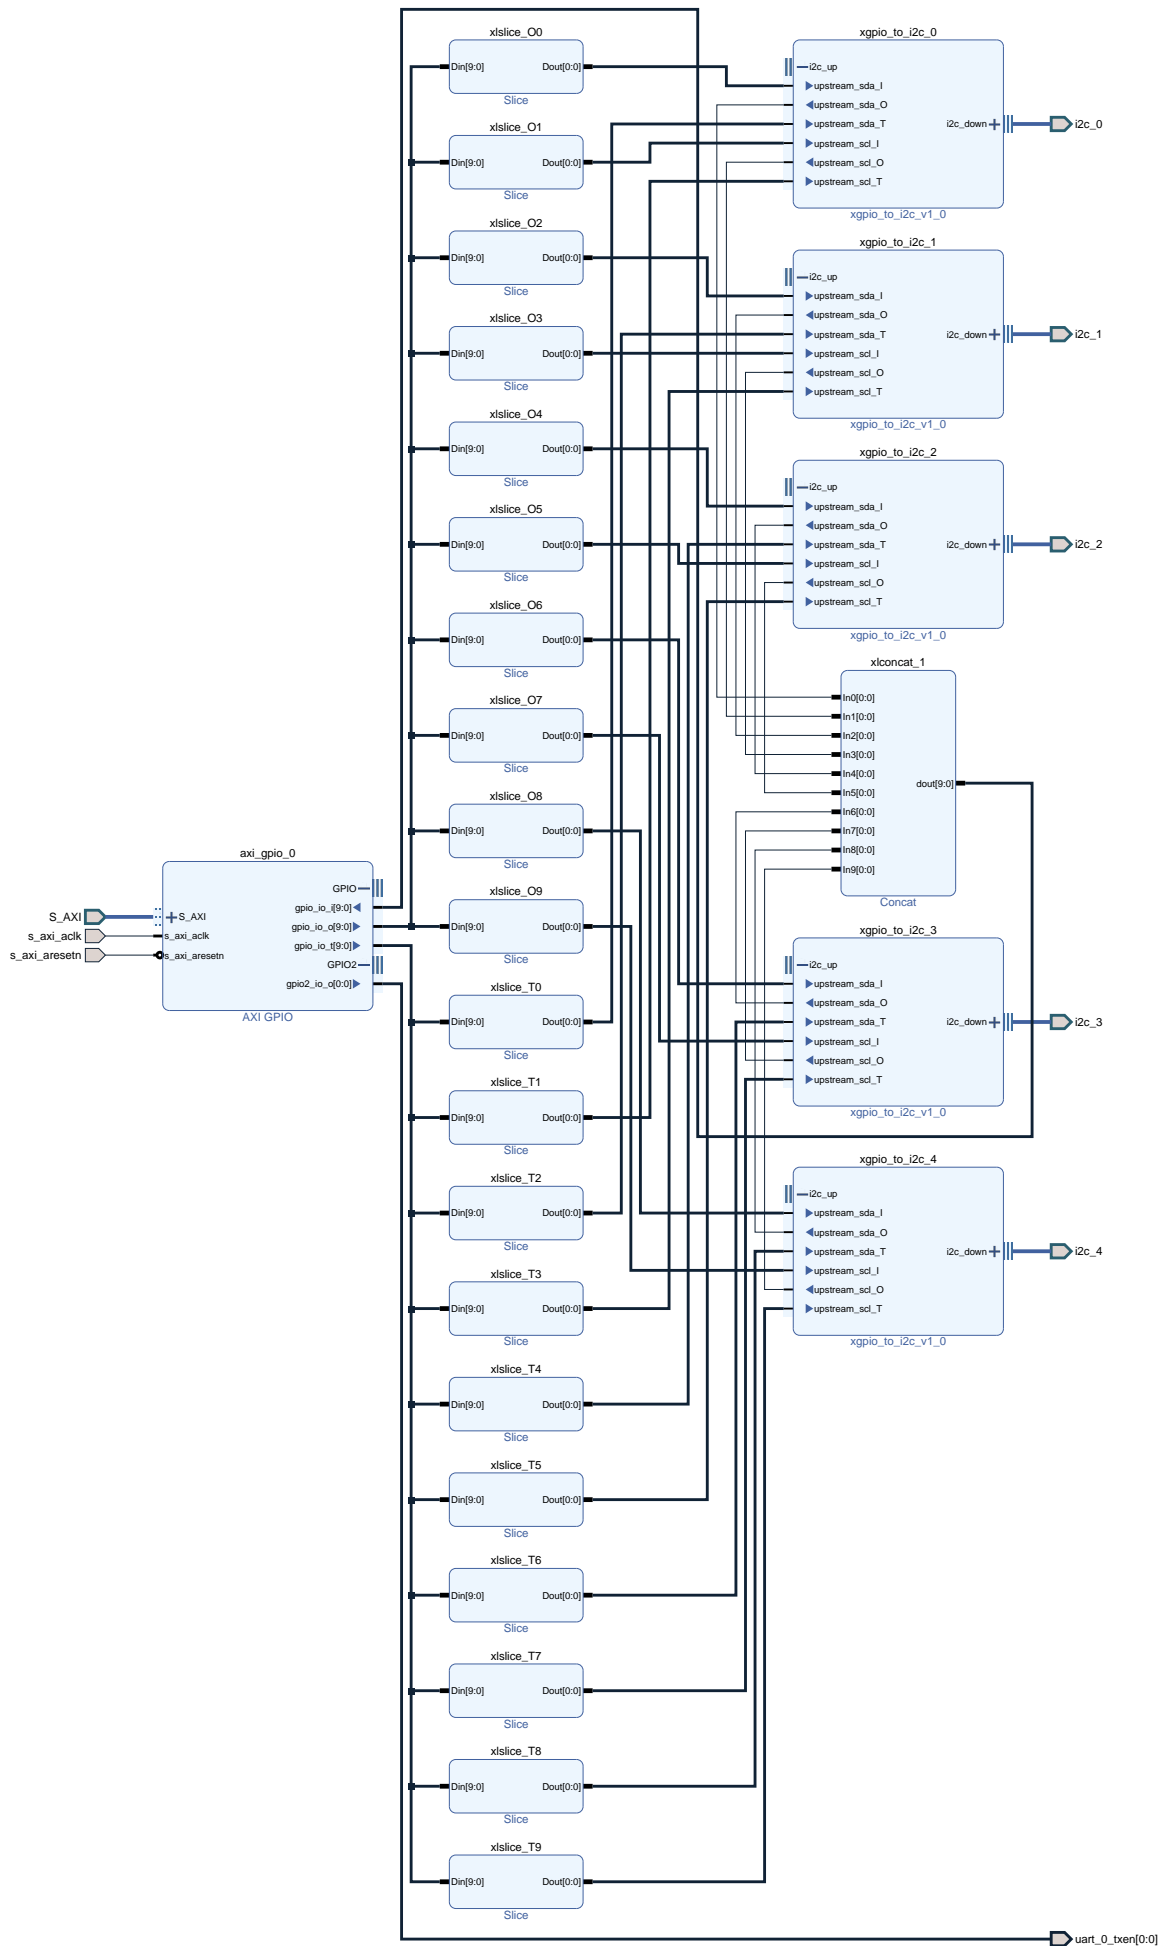 xlslice_O0
Din[9:0] Dout[0:0]
Slice
xlslice_O1
Din[9:0] Dout[0:0]
Slice
xlslice_O2
Din[9:0] Dout[0:0]
Slice
xlslice_O3
Din[9:0] Dout[0:0]
Slice
xlslice_O4
Din[9:0] Dout[0:0]
Slice
xlslice_O5
Din[9:0] Dout[0:0]
Slice
xlslice_O6
Din[9:0] Dout[0:0]
Slice
xlslice_O7
Din[9:0] Dout[0:0]
Slice
xlslice_O8
Din[9:0] Dout[0:0]
Slice
xlslice_O9
Din[9:0] Dout[0:0]
Slice
xlslice_T0
Din[9:0] Dout[0:0]
Slice
xlslice_T1
Din[9:0] Dout[0:0]
Slice
xlslice_T2
Din[9:0] Dout[0:0]
Slice
xlslice_T3
Din[9:0] Dout[0:0]
Slice
xlslice_T4
Din[9:0] Dout[0:0]
Slice
xlslice_T5
Din[9:0] Dout[0:0]
Slice
xlslice_T6
Din[9:0] Dout[0:0]
Slice
xlslice_T7
Din[9:0] Dout[0:0]
Slice
xlslice_T8
Din[9:0] Dout[0:0]
Slice
xlslice_T9
Din[9:0] Dout[0:0]
Slice
axi_gpio_0
GPIO
gpio_io_i[9:0]
S_AXI
S_AXI
gpio_io_o[9:0]
s_axi_aclk
s_axi_aclk
gpio_io_t[9:0]
s_axi_aresetn
s_axi_aresetn
GPIO2
gpio2_io_o[0:0]
AXI GPIO
xgpio_to_i2c_0
i2c_up
upstream_sda_I
upstream_sda_O
upstream_sda_T
i2c_down
i2c_0
upstream_scl_I
upstream_scl_O
upstream_scl_T
xgpio_to_i2c_v1_0
xgpio_to_i2c_1
i2c_up
upstream_sda_I
upstream_sda_O
upstream_sda_T
i2c_down
i2c_1
upstream_scl_I
upstream_scl_O
upstream_scl_T
xgpio_to_i2c_v1_0
xgpio_to_i2c_2
i2c_up
upstream_sda_I
upstream_sda_O
upstream_sda_T
i2c_down
i2c_2
upstream_scl_I
upstream_scl_O
upstream_scl_T
xgpio_to_i2c_v1_0
xlconcat_1
In0[0:0]
In1[0:0]
In2[0:0]
In3[0:0]
In4[0:0]
dout[9:0]
In5[0:0]
In6[0:0]
In7[0:0]
In8[0:0]
In9[0:0]
Concat
xgpio_to_i2c_3
i2c_up
upstream_sda_I
upstream_sda_O
upstream_sda_T
i2c_down
i2c_3
upstream_scl_I
upstream_scl_O
upstream_scl_T
xgpio_to_i2c_v1_0
xgpio_to_i2c_4
i2c_up
upstream_sda_I
upstream_sda_O
upstream_sda_T
i2c_down
i2c_4
upstream_scl_I
upstream_scl_O
upstream_scl_T
xgpio_to_i2c_v1_0
uart_0_txen[0:0]